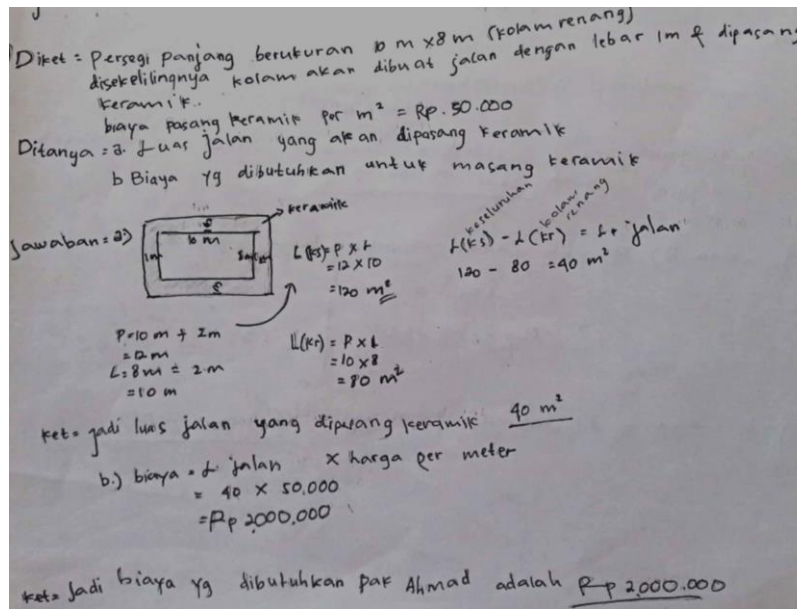 Diket = Persegi panjang berukuran 10 m x 8 m (kolam renang)
disekelilingnya kolam akan dibuat jalan dengan lebar 1m & dipasang
keramik.
biaya pasang keramik per m² = Rp. 50.000
Ditanya = a. Luas jalan yang akan dipasang keramik
b Biaya yg dibutuhkan untuk masang keramik
Jawaban = a)
keramik
10 m
1m
L(ks) = P x L
= 12 x 10
= 120 m²
keseluruhan
kolam renang
L(ks) - L(kr) = L. jalan
120 - 80 = 40 m²
P=10 m + 2m
= 12 m
L = 8m = 2m
= 10 m
L(kr) = P x L
= 10 x 8
= 80 m²
ket = jadi luas jalan yang dipasang keramik 40 m²
b.) biaya = L jalan x harga per meter
= 40 x 50.000
= Rp 2000.000
ket = Jadi biaya yg dibutuhkan pak Ahmad adalah Rp 2.000.000